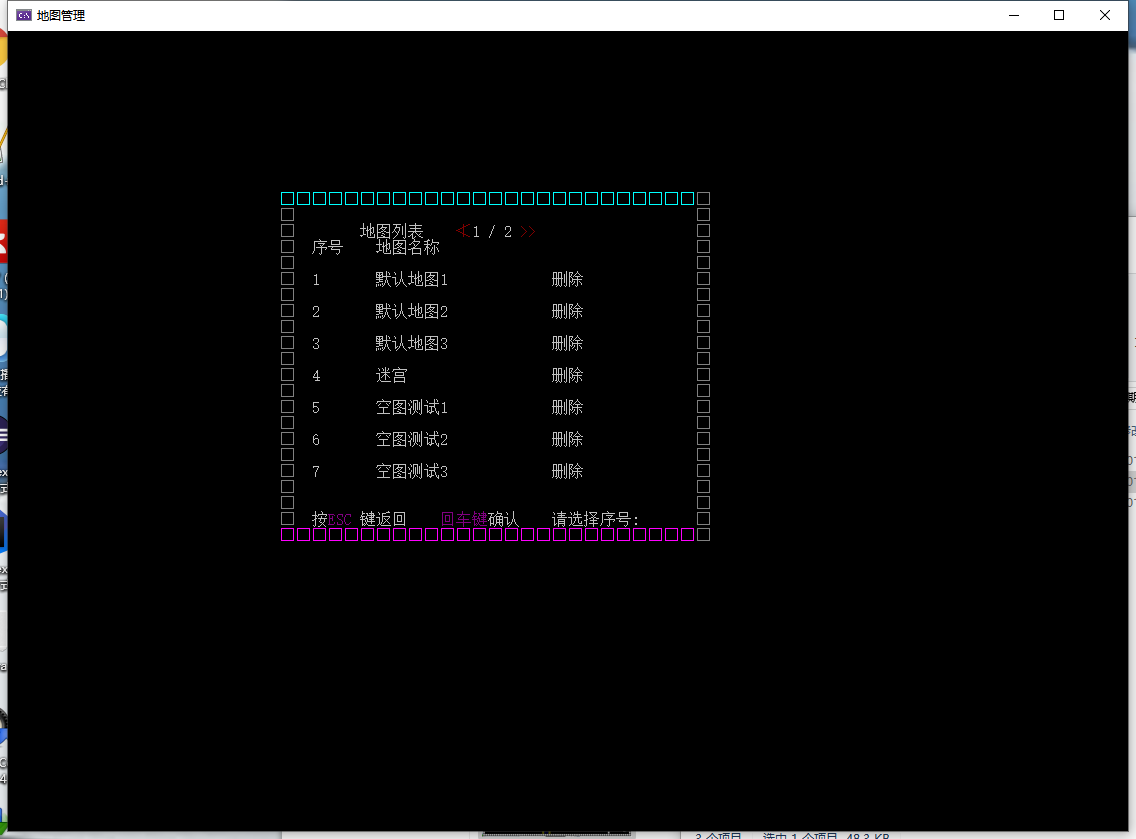 地图管理
地图列表 ≪1 / 2 >>
序号 地图名称
1 默认地图1 删除
2 默认地图2 删除
3 默认地图3 删除
4 迷宫 删除
5 空图测试1 删除
6 空图测试2 删除
7 空图测试3 删除
按ESC 键返回 回车键确认 请选择序号: